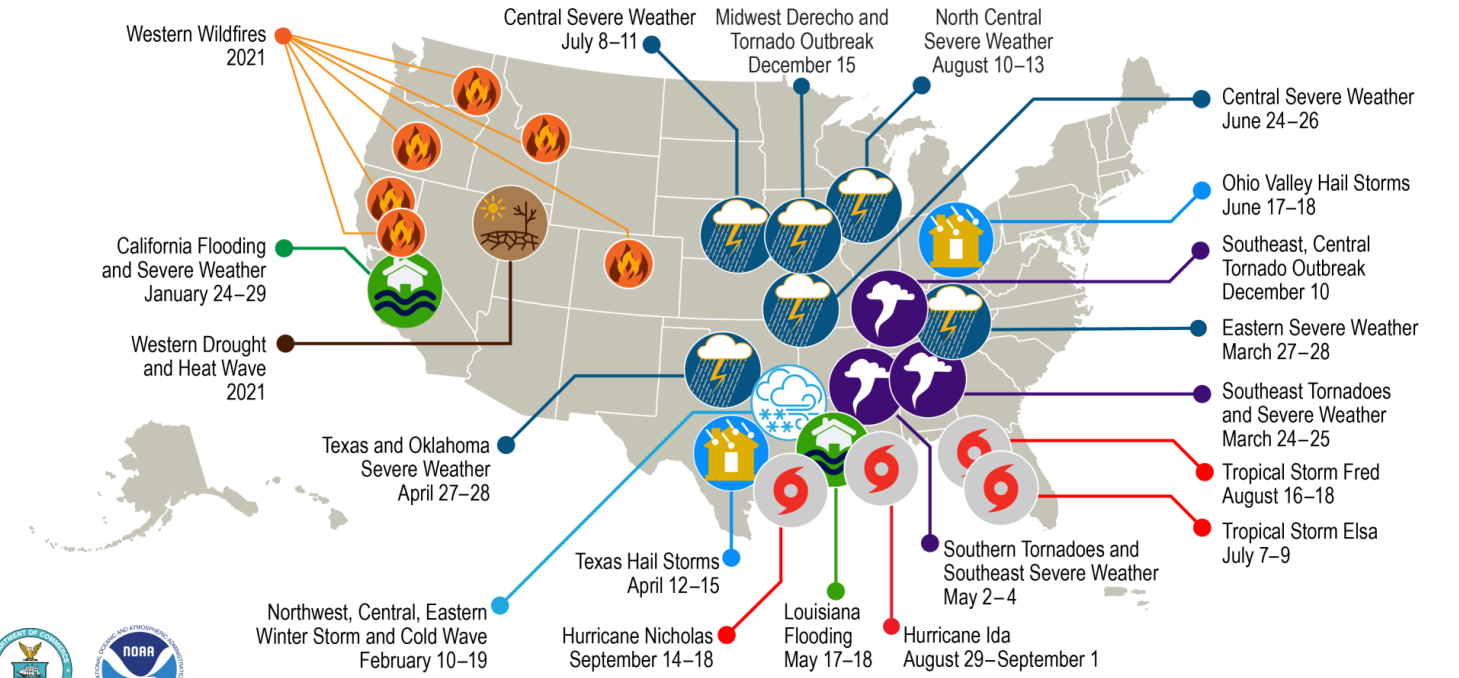 Western Wildfires
2021
Central Severe Weather
July 8–11
Midwest Derecho and
Tornado Outbreak
December 15
North Central
Severe Weather
August 10–13
Central Severe Weather
June 24–26
Ohio Valley Hail Storms
June 17–18
Southeast, Central
Tornado Outbreak
December 10
Eastern Severe Weather
March 27–28
Southeast Tornadoes
and Severe Weather
March 24–25
Tropical Storm Fred
August 16–18
Tropical Storm Elsa
July 7–9
California Flooding
and Severe Weather
January 24–29
Western Drought
and Heat Wave
2021
Texas and Oklahoma
Severe Weather
April 27–28
Texas Hail Storms
April 12–15
Northwest, Central, Eastern
Winter Storm and Cold Wave
February 10–19
Hurricane Nicholas
September 14–18
Louisiana
Flooding
May 17–18
Hurricane Ida
August 29–September 1
Southern Tornadoes and
Southeast Severe Weather
May 2–4
OF COMMERCE
AND ATMOSPHERIC
NOAA